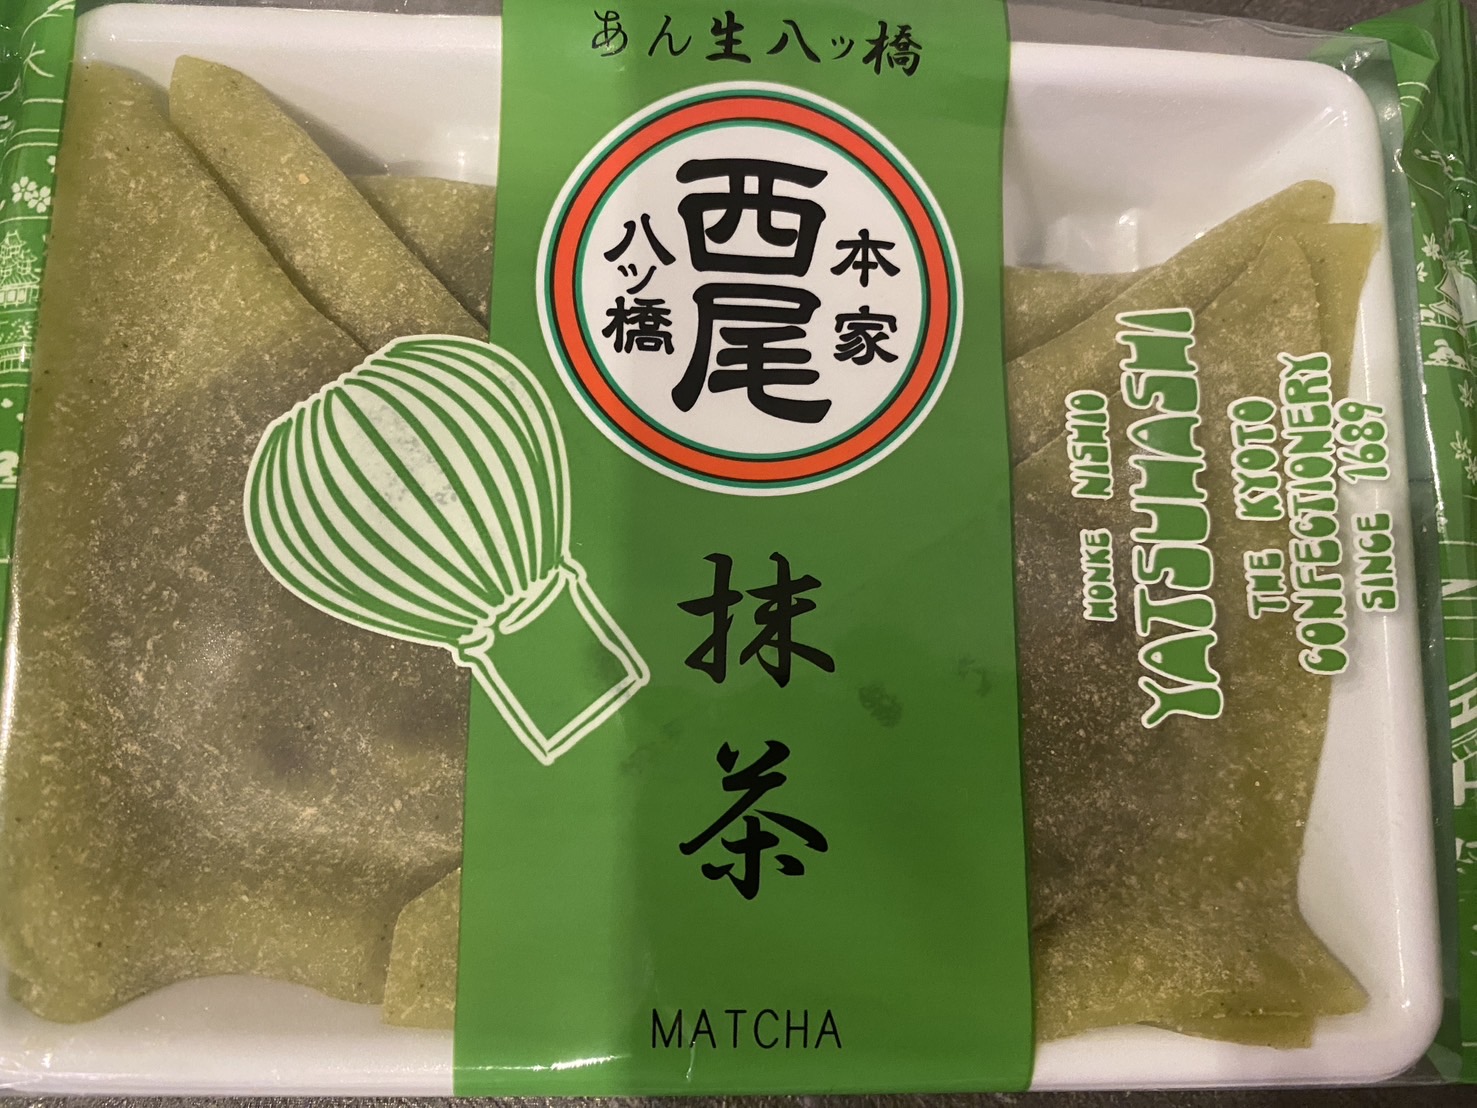 あん生八ッ橋
本家
西尾
八ッ橋
抹茶
MATCHA
HONKE NISHIO
YATSUHASHI
THE KYOTO
CONFECTIONERY
SINCE 1689